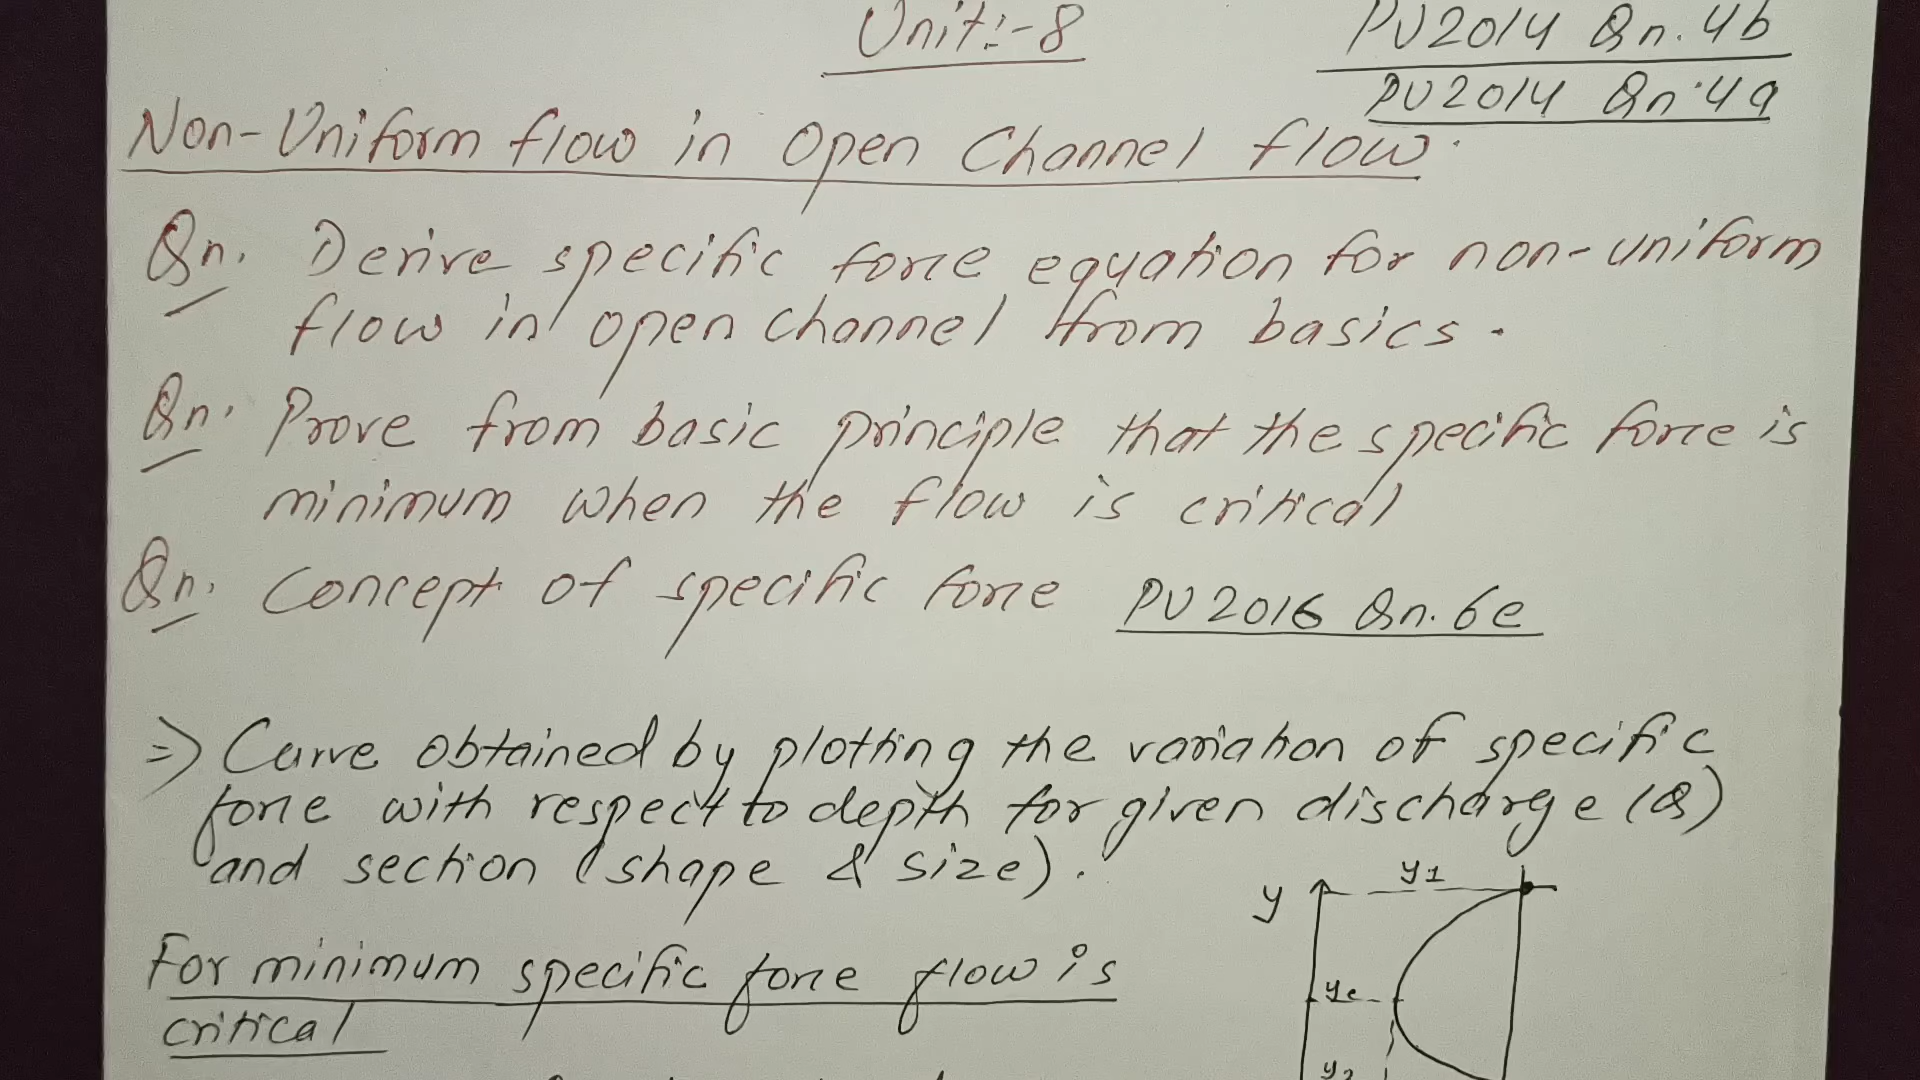 Unit:-8
PU2014 Qn. 4b
PU2014 Qn. 4a
Non-Uniform flow in Open Channel flow.
Qn. Derive specific force equation for non-uniform
flow in open channel from basics.
Qn. Prove from basic principle that the specific force is
minimum when the flow is critical
Qn. Concept of specific force PU 2016 Qn. 6e
=> Curve obtained by plotting the variation of specific
force with respect to depth for given discharge (Q)
and section (shape & size).
y y1
For minimum specific force flow is
critical
yc
y2